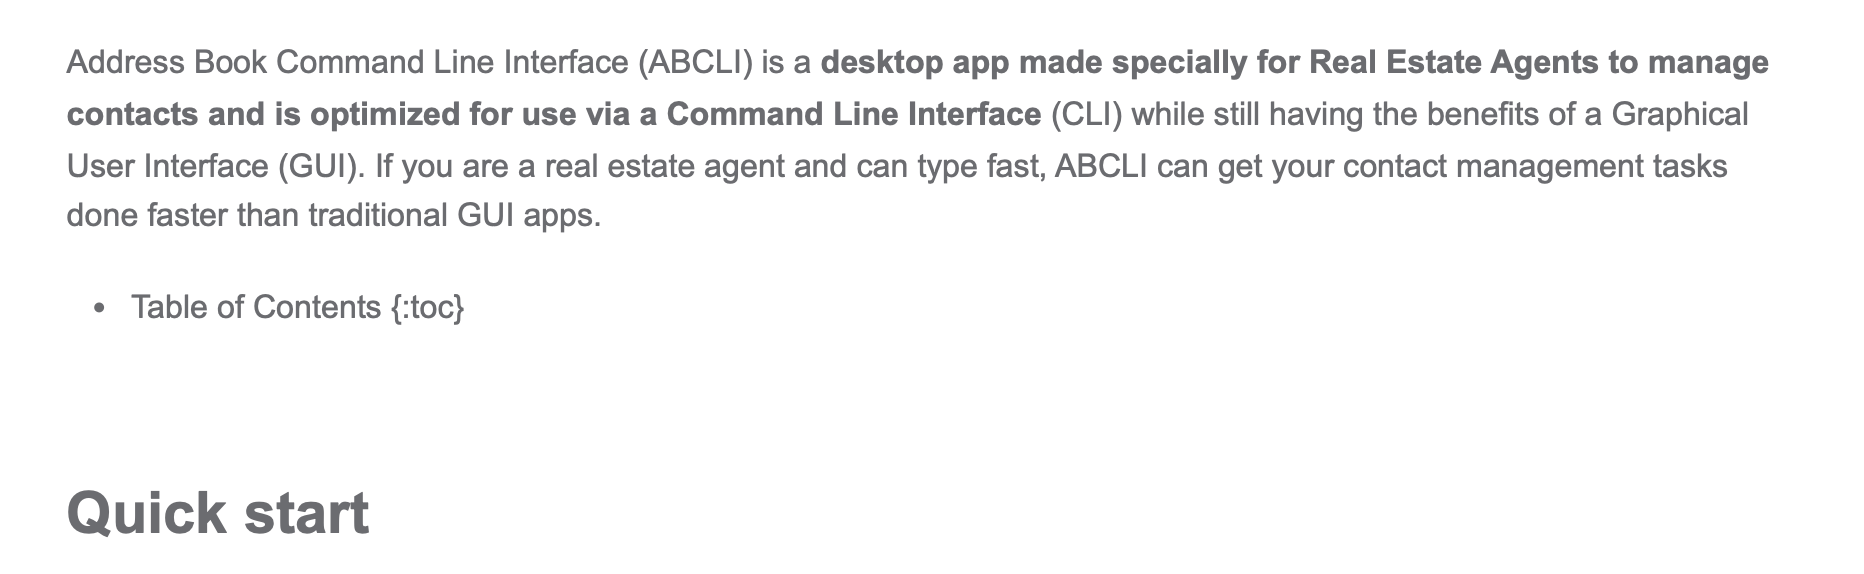 Address Book Command Line Interface (ABCLI) is a desktop app made specially for Real Estate Agents to manage
contacts and is optimized for use via a Command Line Interface (CLI) while still having the benefits of a Graphical
User Interface (GUI). If you are a real estate agent and can type fast, ABCLI can get your contact management tasks
done faster than traditional GUI apps.
• Table of Contents {:toc}
Quick start